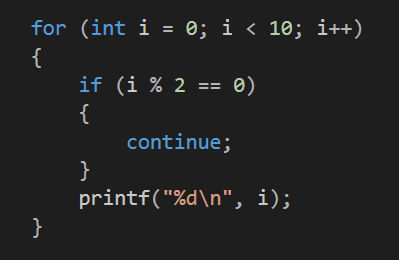 for (int i = 0; i < 10; i++)
{
    if (i % 2 == 0)
    {
        continue;
    }
    printf("%d\n", i);
}